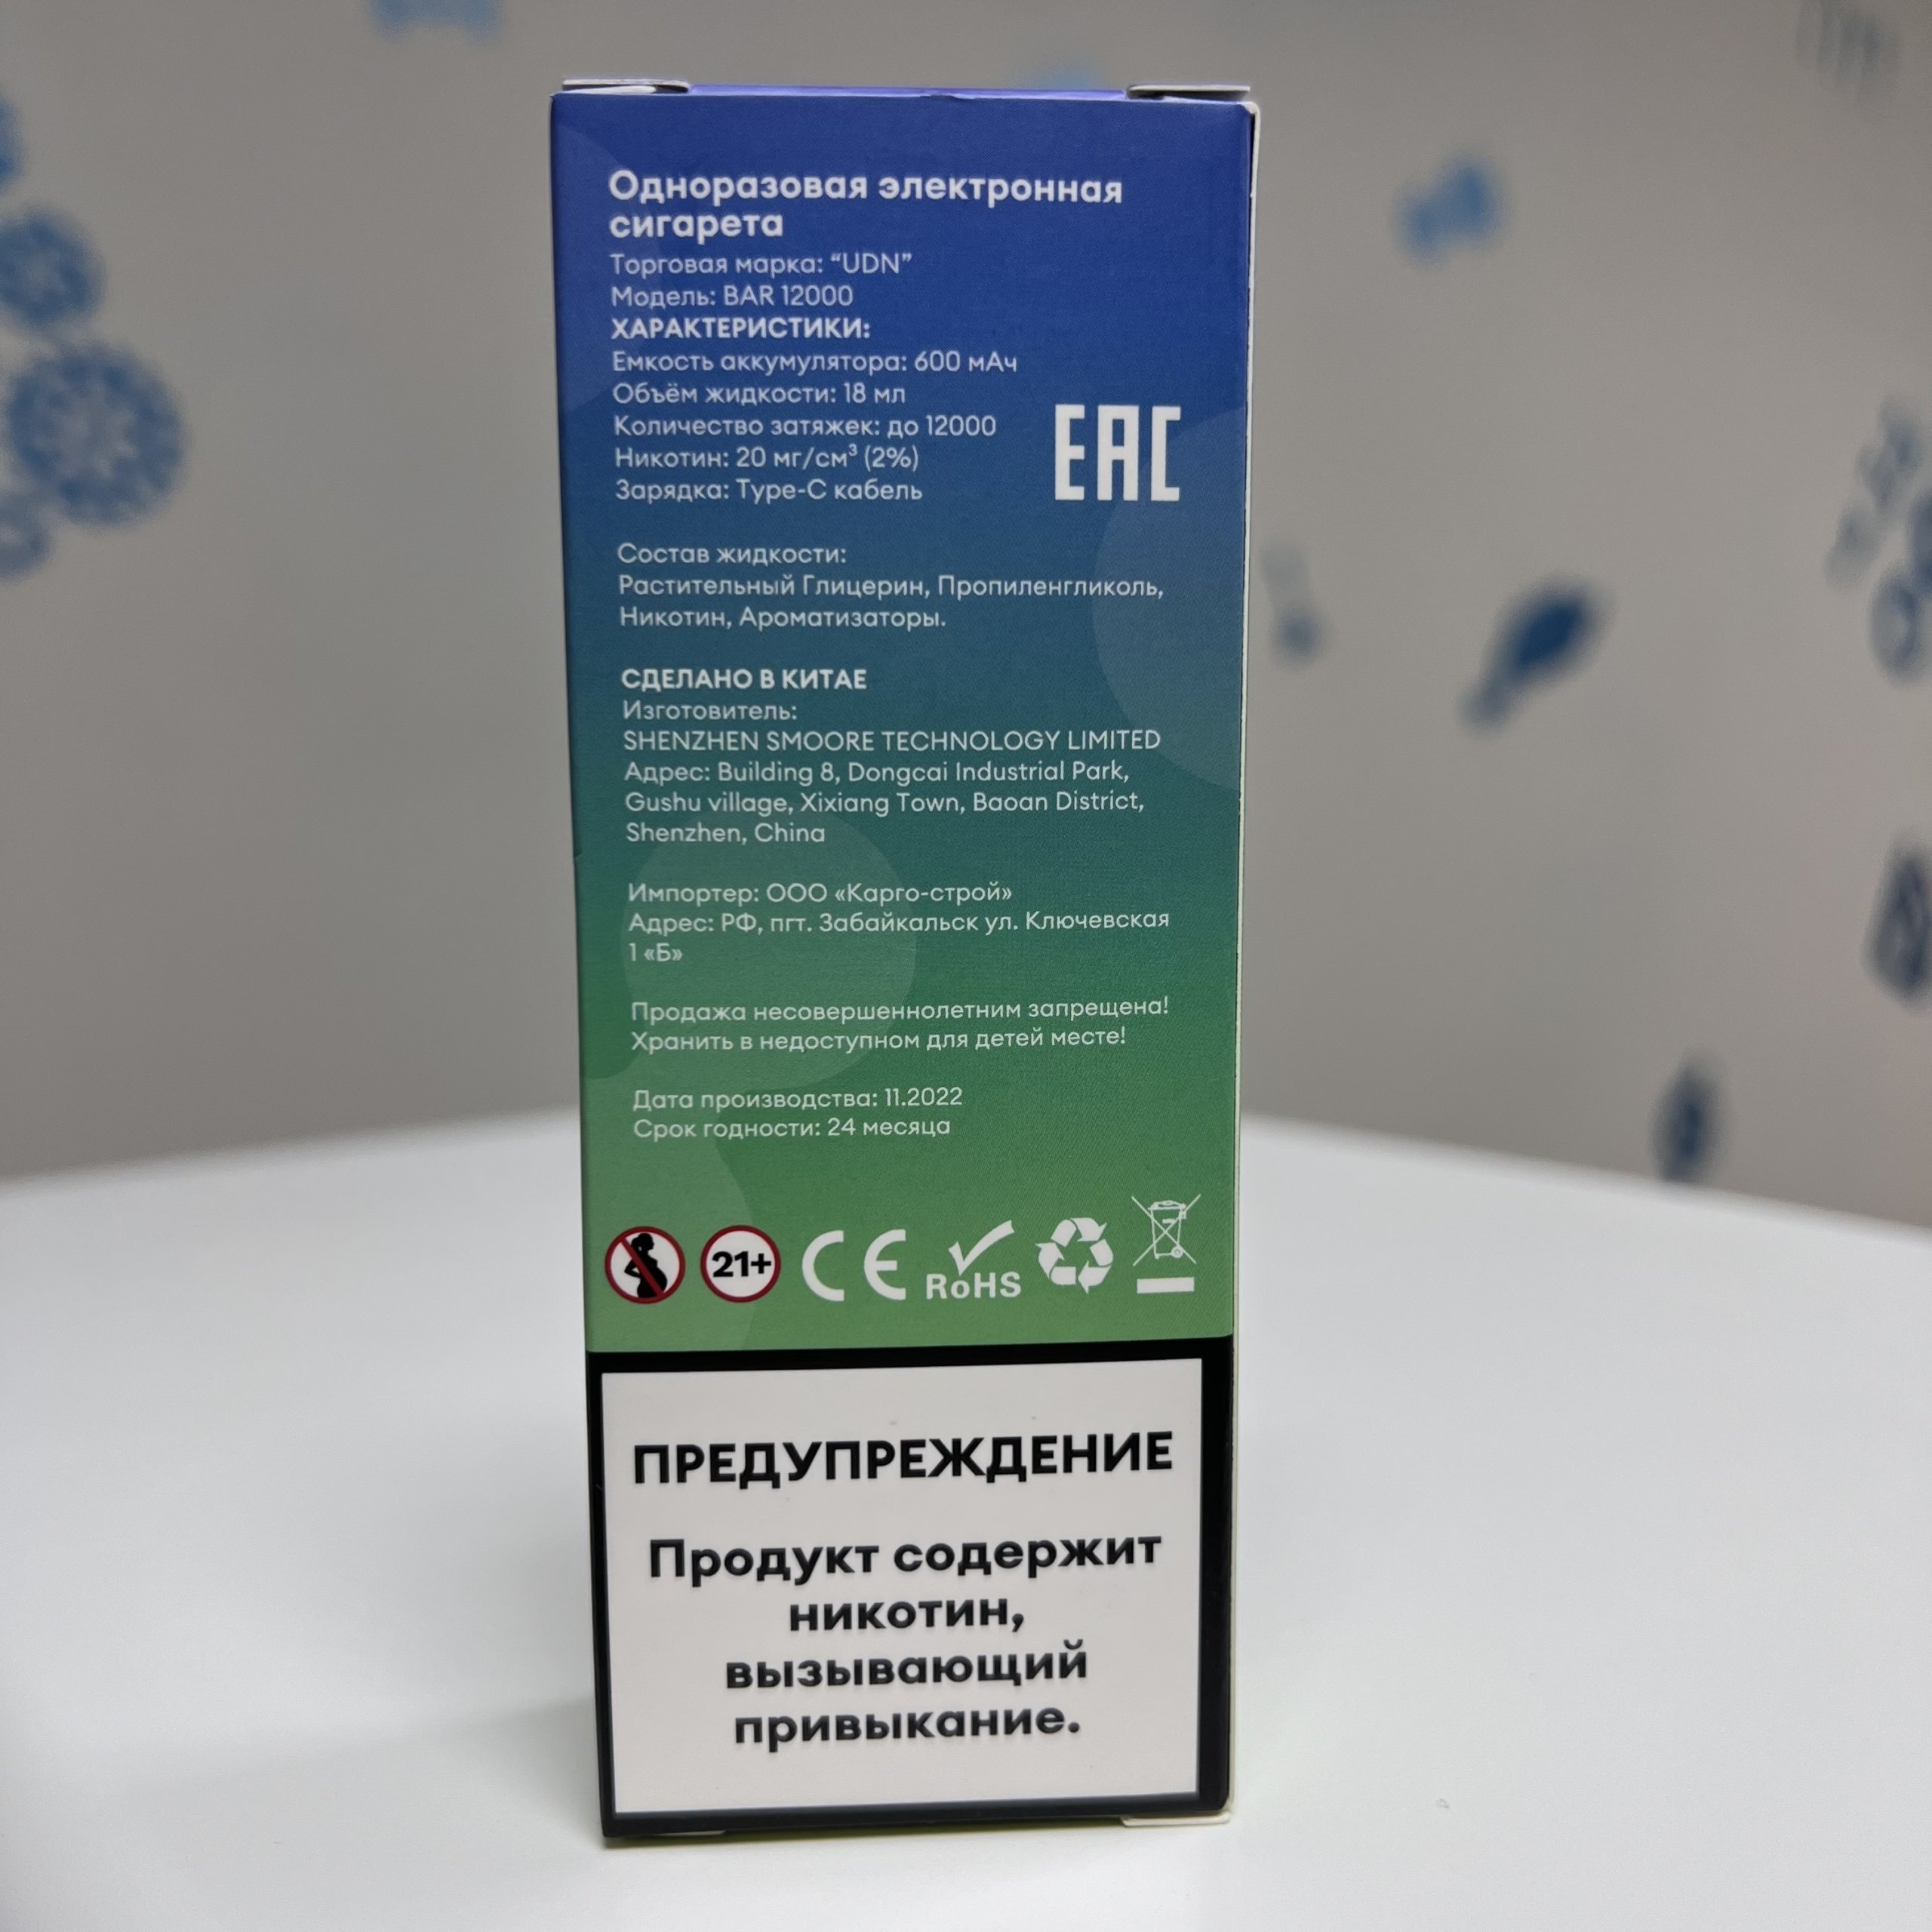 Одноразовая электронная
сигарета
Торговая марка: “UDN”
Модель: BAR 12000
ХАРАКТЕРИСТИКИ:
Емкость аккумулятора: 600 мАч
Объём жидкости: 18 мл
Количество затяжек: до 12000
Никотин: 20 мг/см³ (2%)
Зарядка: Type-C кабель
EAC
Состав жидкости:
Растительный Глицерин, Пропиленгликоль,
Никотин, Ароматизаторы.
СДЕЛАНО В КИТАЕ
Изготовитель:
SHENZHEN SMOORE TECHNOLOGY LIMITED
Адрес: Building 8, Dongcai Industrial Park,
Gushu village, Xixiang Town, Baoan District,
Shenzhen, China
Импортер: ООО «Карго-строй»
Адрес: РФ, пгт. Забайкальск ул. Ключевская
1 «Б»
Продажа несовершеннолетним запрещена!
Хранить в недоступном для детей месте!
Дата производства: 11.2022
Срок годности: 24 месяца
21+ CE RoHS
ПРЕДУПРЕЖДЕНИЕ
Продукт содержит
никотин,
вызывающий
привыкание.